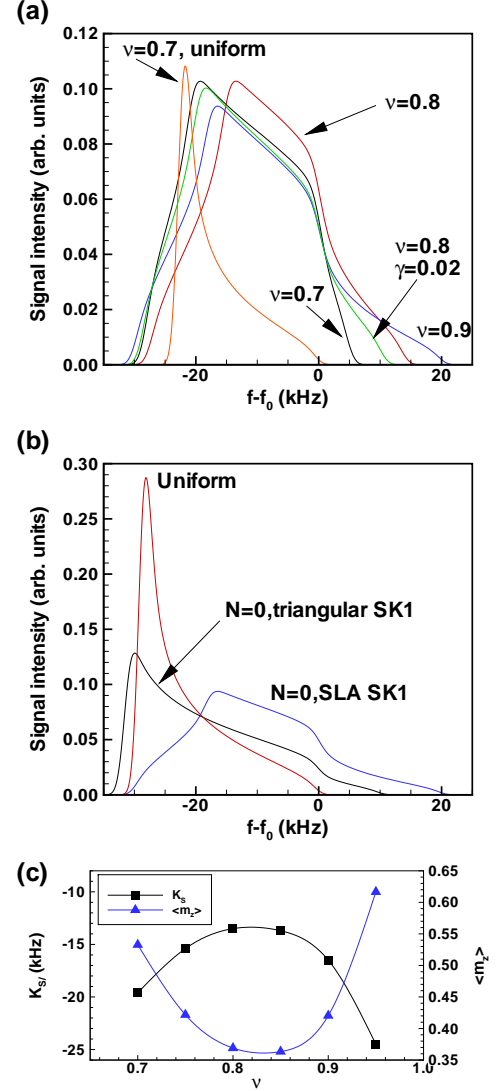 (a)
0.12
0.10
0.08
0.06
0.04
0.02
0.00
Signal intensity (arb. units)
ν=0.7, uniform
ν=0.8
ν=0.8
γ=0.02
ν=0.7
ν=0.9
-20
0
20
f-f0 (kHz)
(b)
0.30
0.25
0.20
0.15
0.10
0.05
0.00
Signal intensity (arb. units)
Uniform
N=0,triangular SK1
N=0,SLA SK1
-20
0
20
f-f0 (kHz)
(c)
-10
-15
-20
-25
KS/ (kHz)
KS
<mz>
0.65
0.60
0.55
0.50
0.45
0.40
0.35
<mz>
0.7
0.8
0.9
1.0
ν